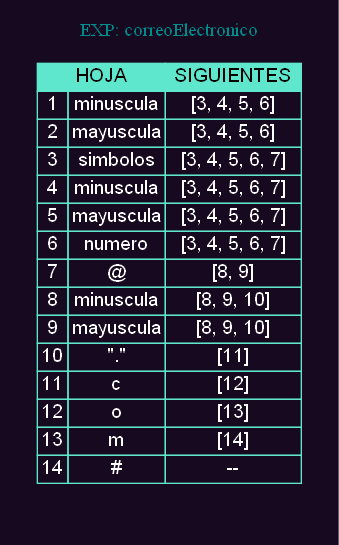 EXP: correoElectronico
HOJA SIGUIENTES
1 minuscula [3, 4, 5, 6]
2 mayuscula [3, 4, 5, 6]
3 simbolos [3, 4, 5, 6, 7]
4 minuscula [3, 4, 5, 6, 7]
5 mayuscula [3, 4, 5, 6, 7]
6 numero [3, 4, 5, 6, 7]
7 @ [8, 9]
8 minuscula [8, 9, 10]
9 mayuscula [8, 9, 10]
10 "." [11]
11 c [12]
12 o [13]
13 m [14]
14 # --